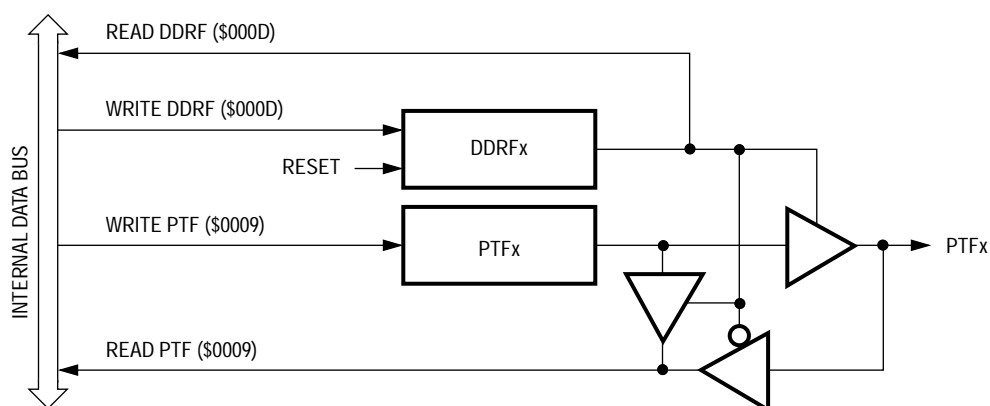 READ DDRF ($000D)
WRITE DDRF ($000D)
DDRFx
RESET
INTERNAL DATA BUS
WRITE PTF ($0009)
PTFx
PTFx
READ PTF ($0009)